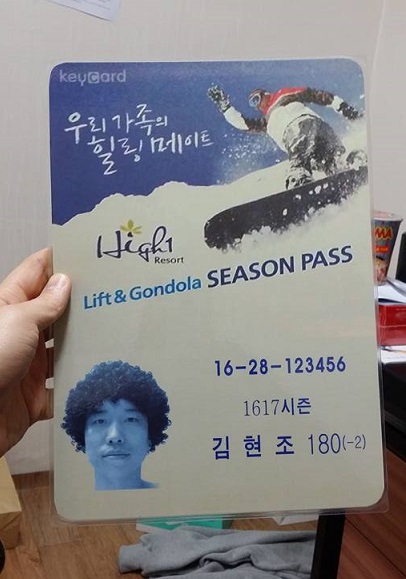 keycard
우리가족의
힐링메이트
High1
Resort
Lift & Gondola SEASON PASS
16-28-123456
1617시즌
김 현 조 180(-2)